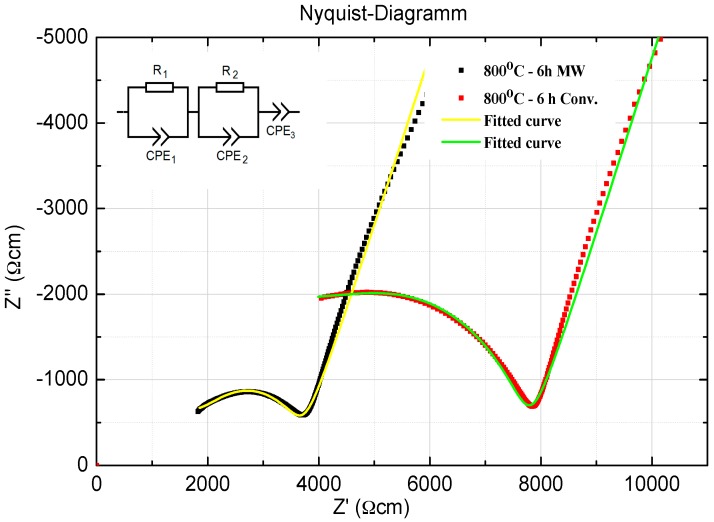 Nyquist-Diagramm
-5000
-4000
-3000
-2000
-1000
0
Z'' (Ωcm)
R1
R2
CPE1
CPE2
CPE3
800°C - 6h MW
800°C - 6 h Conv.
Fitted curve
Fitted curve
0
2000
4000
6000
8000
10000
Z' (Ωcm)